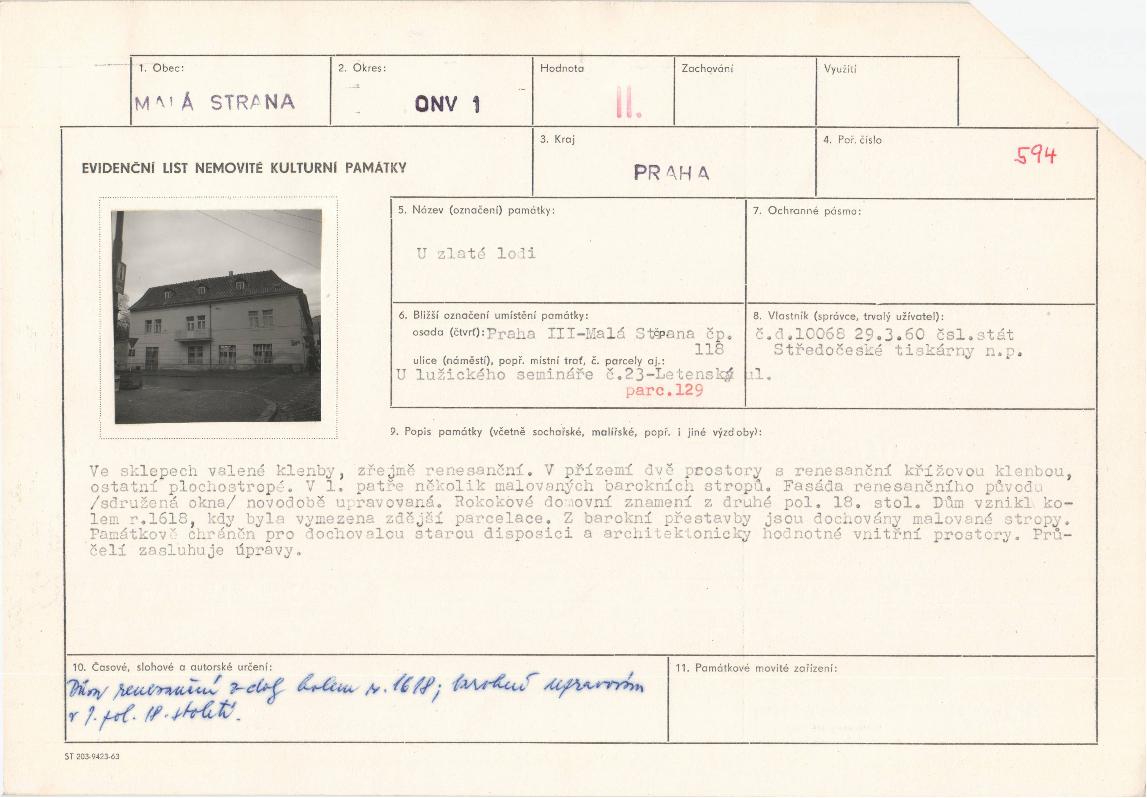 1. Obec:
MALÁ STRANA
2. Okres:
ONV 1
Hodnota
II.
Zachování
Využití
EVIDENČNÍ LIST NEMOVITÉ KULTURNÍ PAMÁTKY
3. Kraj
PRAHA
4. Poř. číslo
594
5. Název (označení) památky:
U zlaté lodi
7. Ochranné pásmo:
6. Bližší označení umístění památky:
osada (čtvrť): Praha III-Malá Strana čp.
118
ulice (náměstí), popř. místní trať, č. parcely aj.:
U lužického semináře č.23-Letenská ul.
parc.129
8. Vlastník (správce, trvalý uživatel):
č.d.10068 29.3.60 čsl.stát
Středočeské tiskárny n.p.
9. Popis památky (včetně sochařské, malířské, popř. i jiné výzdoby):
Ve sklepech valené klenby, zřejmě renesanční. V přízemí dvě prostory s renesanční křížovou klenbou,
ostatní plochostropé. V 1. patře několik malovaných barokních stropů. Fasáda renesančního původu
/sdružená okna/ novodobě upravovaná. Rokokové domovní znamení z druhé pol. 18. stol. Dům vznikl ko-
lem r.1618, kdy byla vymezena zdější parcelace. Z barokní přestavby jsou dochovány malované stropy.
Památkově chráněn pro dochovalou starou disposici a architektonicky hodnotné vnitřní prostory. Prů-
čelí zasluhuje úpravy.
10. Časové, slohové a autorské určení:
Dům renesanční z dob kolem r. 1618; barokně upravován
v 1. pol. 18. století.
11. Památkové movité zařízení:
ST 203-9423-63